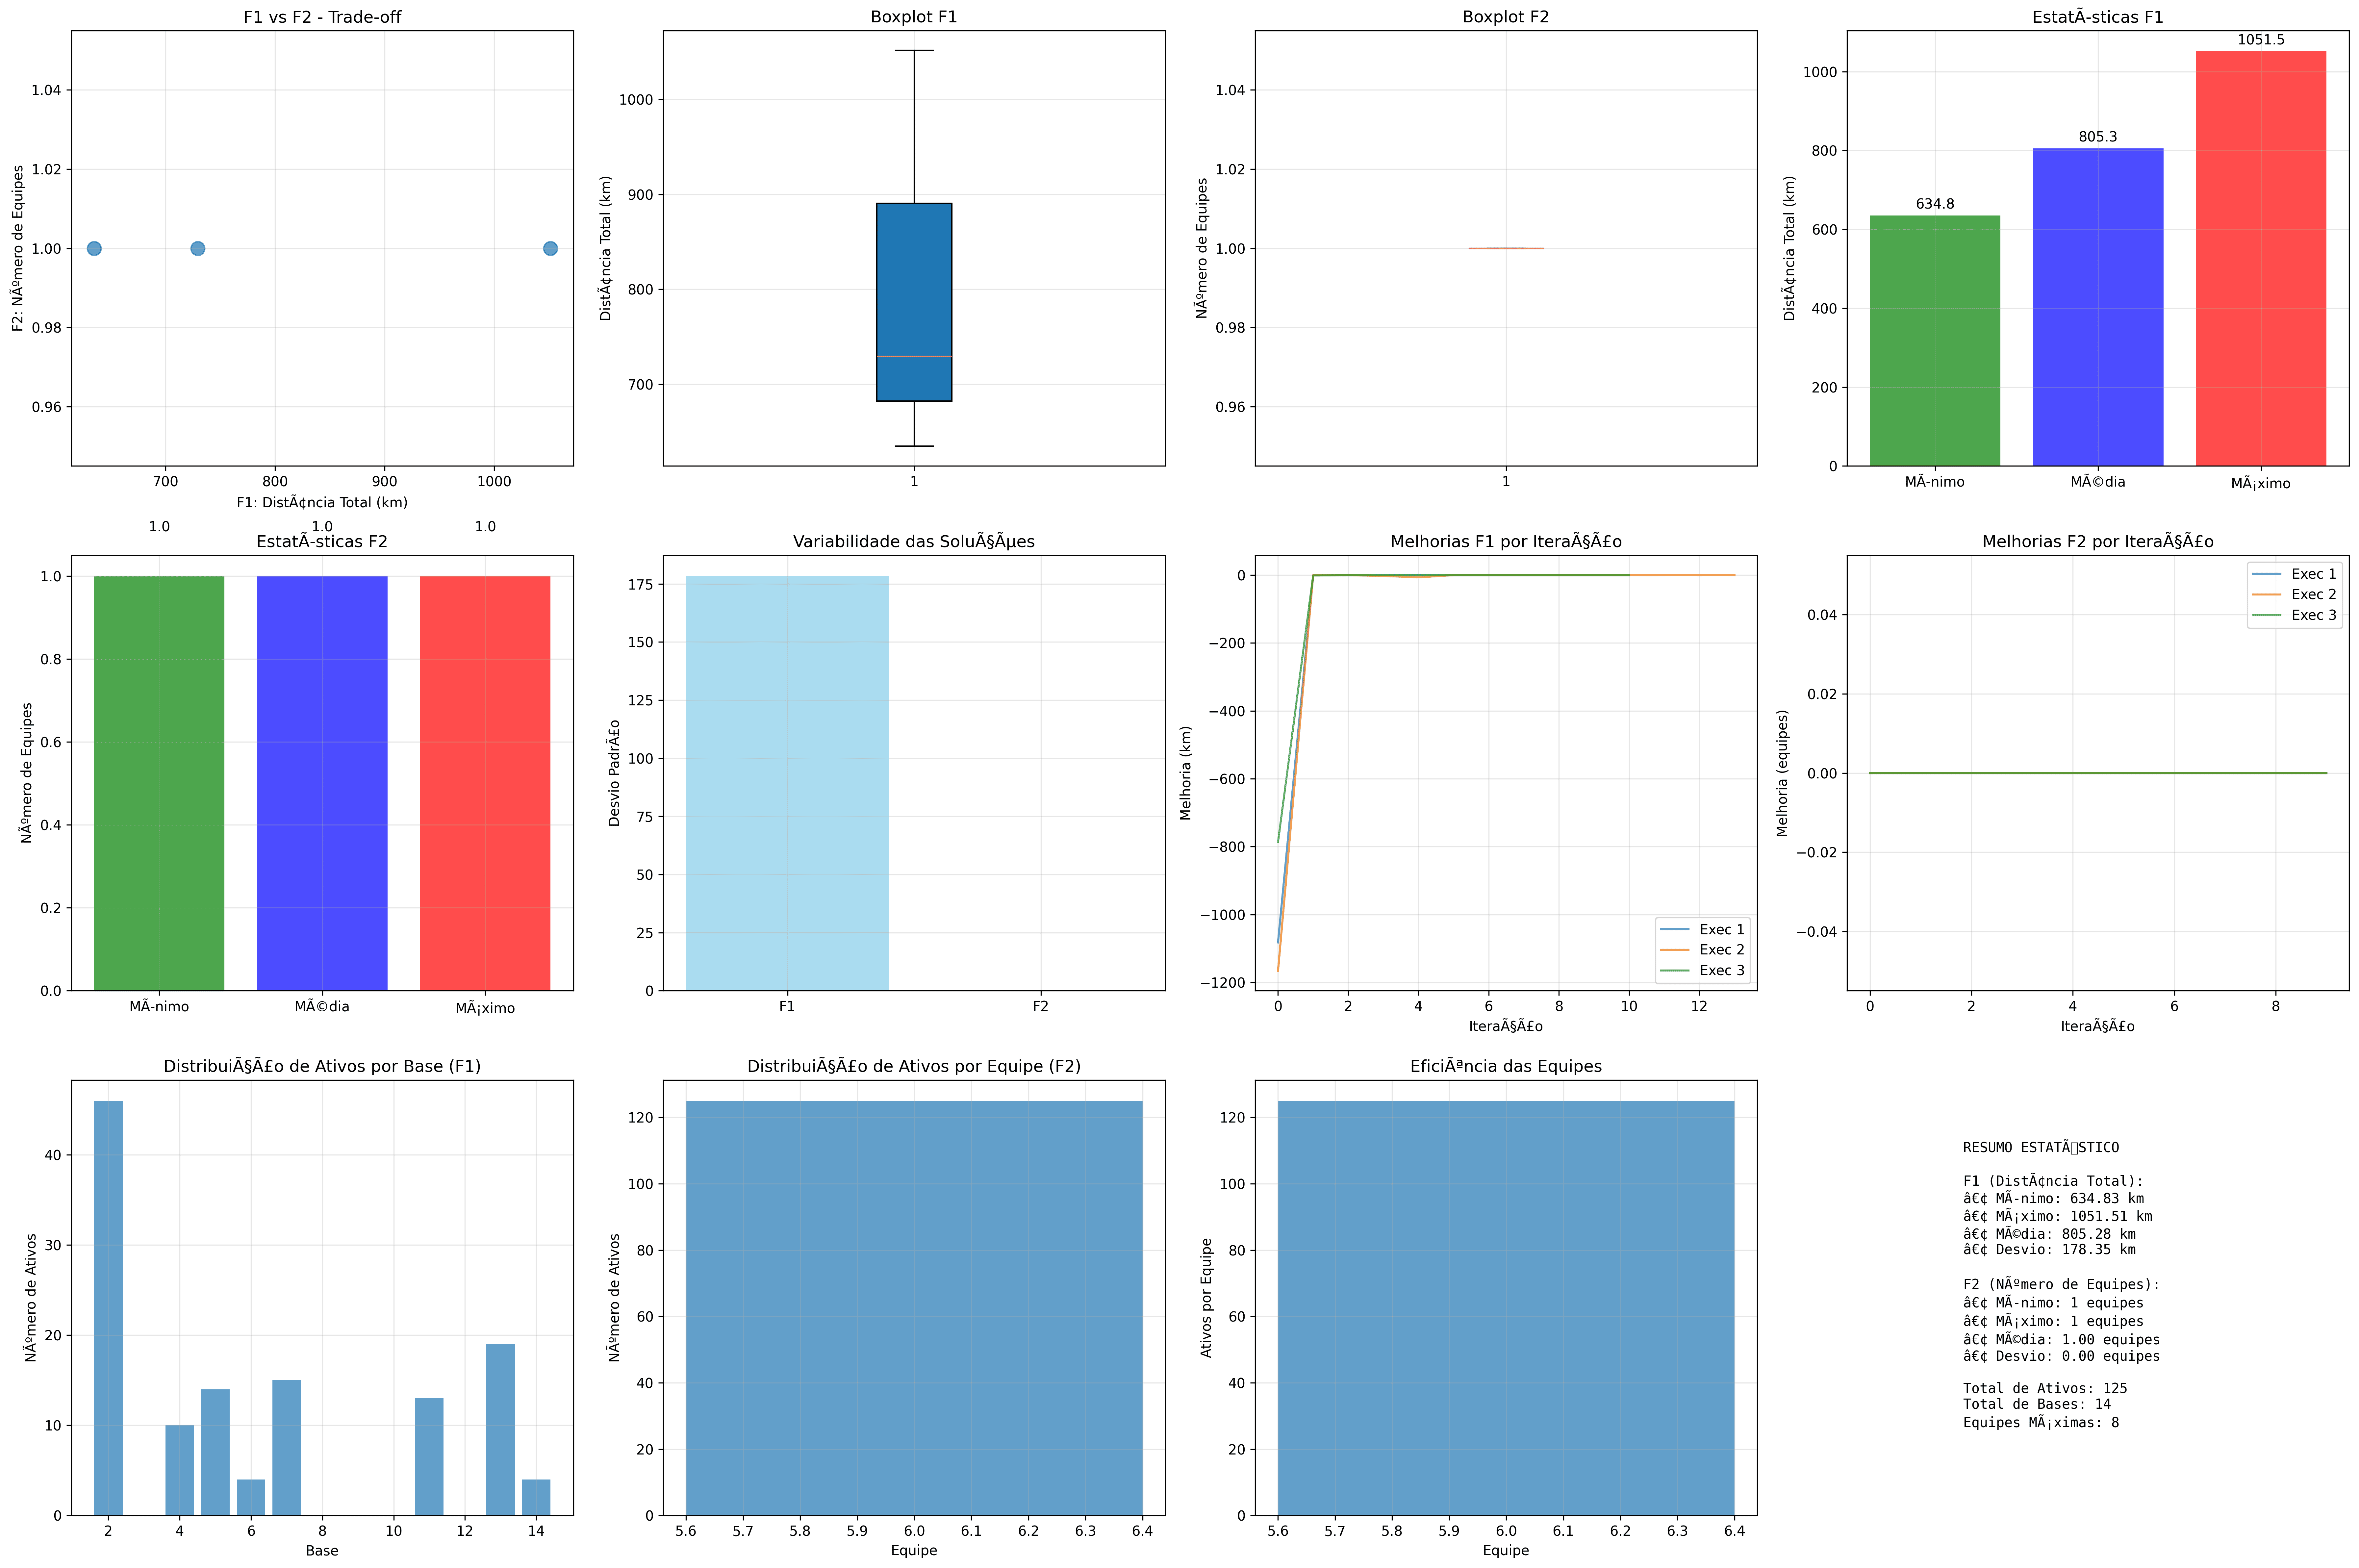 F1 vs F2 - Trade-off
1.04
1.02
1.00
0.98
0.96
F2: NÃºmero de Equipes
700 800 900 1000
F1: DistÃ¢ncia Total (km)
Boxplot F1
1000
900
800
700
DistÃ¢ncia Total (km)
1
Boxplot F2
1.04
1.02
1.00
0.98
0.96
NÃºmero de Equipes
1
EstatÃ-sticas F1
1051.5
805.3
634.8
1000
800
600
400
200
0
DistÃ¢ncia Total (km)
MÃ-nimo MÃ©dia MÃ¡ximo
1.0 1.0 1.0
EstatÃ-sticas F2
1.0
0.8
0.6
0.4
0.2
0.0
NÃºmero de Equipes
MÃ-nimo MÃ©dia MÃ¡ximo
Variabilidade das SoluÃ§Ãµes
175
150
125
100
75
50
25
0
Desvio PadrÃ£o
F1 F2
Melhorias F1 por IteraÃ§Ã£o
0
−200
−400
−600
−800
−1000
−1200
Melhoria (km)
Exec 1
Exec 2
Exec 3
0 2 4 6 8 10 12
IteraÃ§Ã£o
Melhorias F2 por IteraÃ§Ã£o
Exec 1
Exec 2
Exec 3
0.04
0.02
0.00
−0.02
−0.04
Melhoria (equipes)
0 2 4 6 8
IteraÃ§Ã£o
DistribuiÃ§Ã£o de Ativos por Base (F1)
40
30
20
10
0
NÃºmero de Ativos
2 4 6 8 10 12 14
Base
DistribuiÃ§Ã£o de Ativos por Equipe (F2)
120
100
80
60
40
20
0
NÃºmero de Ativos
5.6 5.7 5.8 5.9 6.0 6.1 6.2 6.3 6.4
Equipe
EficiÃªncia das Equipes
120
100
80
60
40
20
0
Ativos por Equipe
5.6 5.7 5.8 5.9 6.0 6.1 6.2 6.3 6.4
Equipe
RESUMO ESTATÃ□STICO
F1 (DistÃ¢ncia Total):
â€¢ MÃ-nimo: 634.83 km
â€¢ MÃ¡ximo: 1051.51 km
â€¢ MÃ©dia: 805.28 km
â€¢ Desvio: 178.35 km
F2 (NÃºmero de Equipes):
â€¢ MÃ-nimo: 1 equipes
â€¢ MÃ¡ximo: 1 equipes
â€¢ MÃ©dia: 1.00 equipes
â€¢ Desvio: 0.00 equipes
Total de Ativos: 125
Total de Bases: 14
Equipes MÃ¡ximas: 8